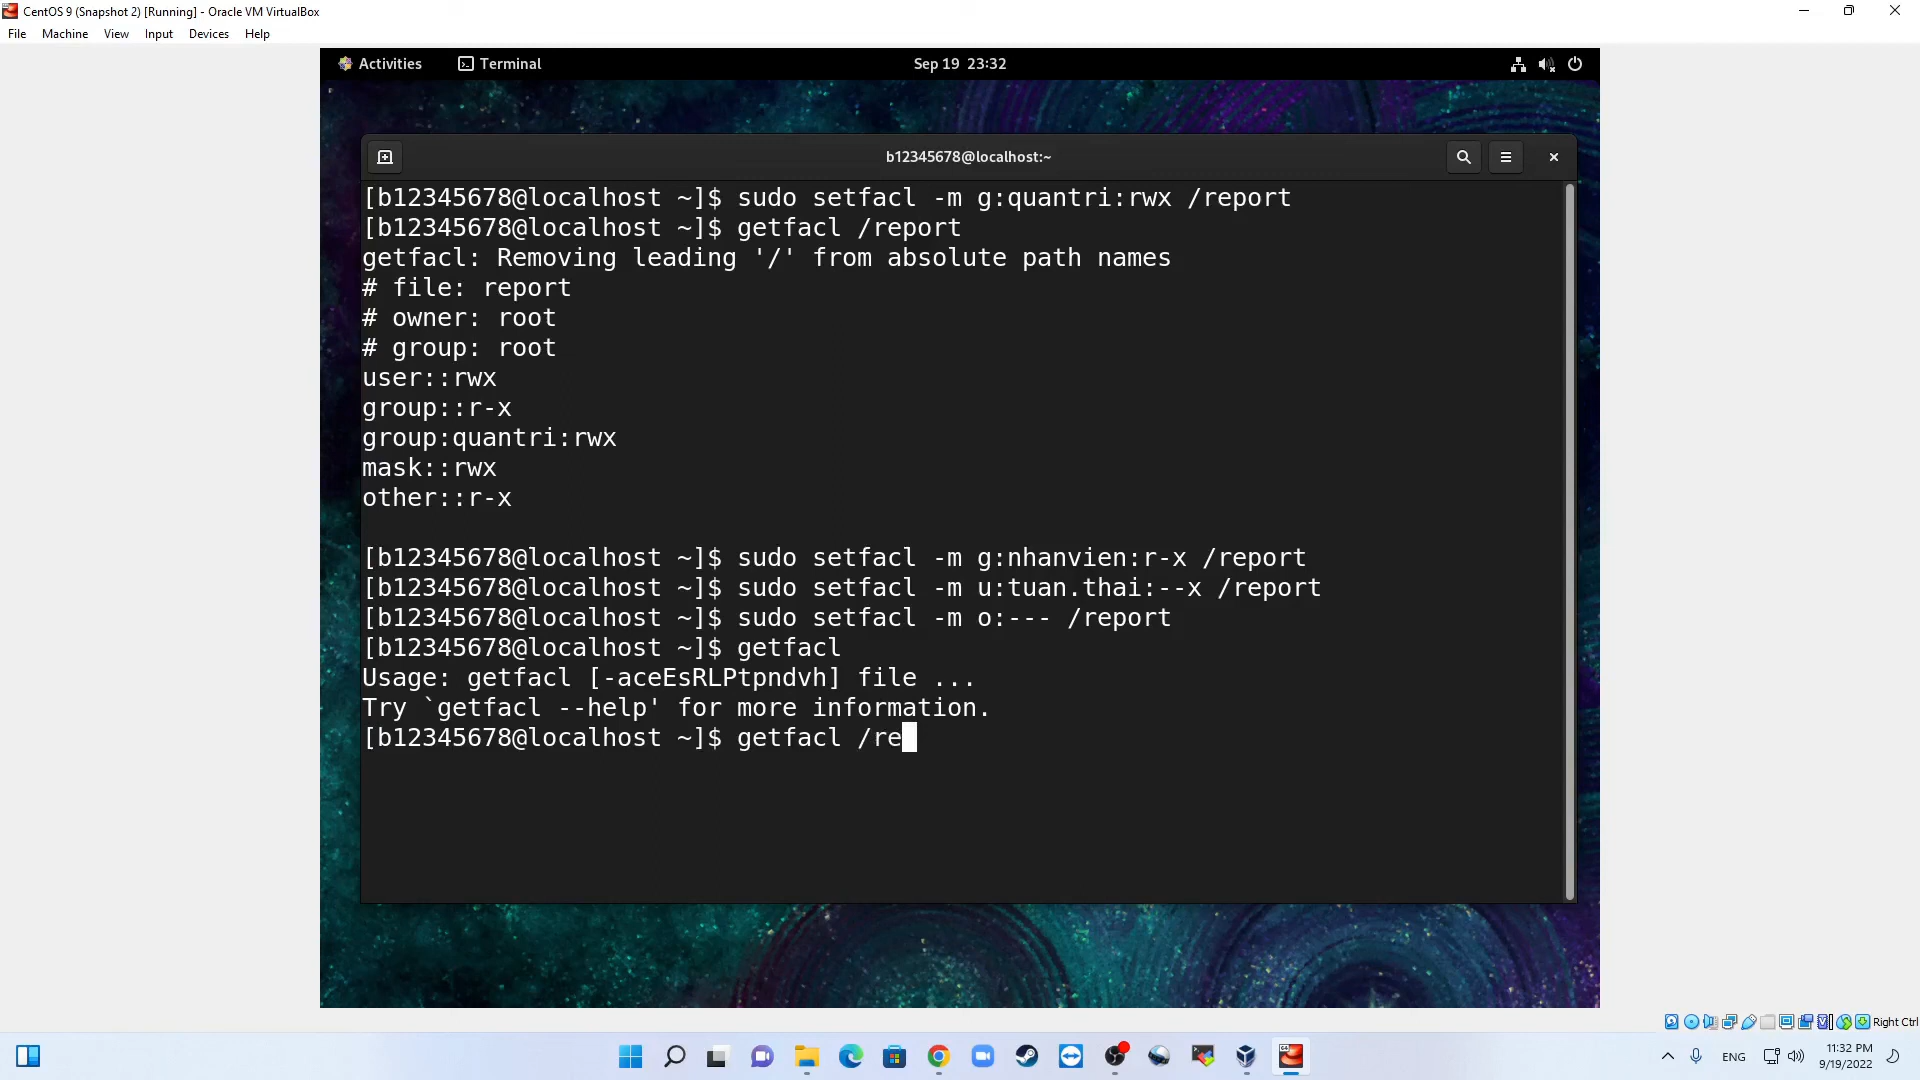 CentOS 9 (Snapshot 2) [Running] - Oracle VM VirtualBox
File Machine View Input Devices Help
Activities Terminal Sep 19 23:32
b12345678@localhost:~
[b12345678@localhost ~]$ sudo setfacl -m g:quantri:rwx /report
[b12345678@localhost ~]$ getfacl /report
getfacl: Removing leading '/' from absolute path names
# file: report
# owner: root
# group: root
user::rwx
group::r-x
group:quantri:rwx
mask::rwx
other::r-x
[b12345678@localhost ~]$ sudo setfacl -m g:nhanvien:r-x /report
[b12345678@localhost ~]$ sudo setfacl -m u:tuan.thai:--x /report
[b12345678@localhost ~]$ sudo setfacl -m o:--- /report
[b12345678@localhost ~]$ getfacl
Usage: getfacl [-aceEsRLPtpndvh] file ...
Try `getfacl --help' for more information.
[b12345678@localhost ~]$ getfacl /re
Right Ctrl
ENG 11:32 PM
9/19/2022